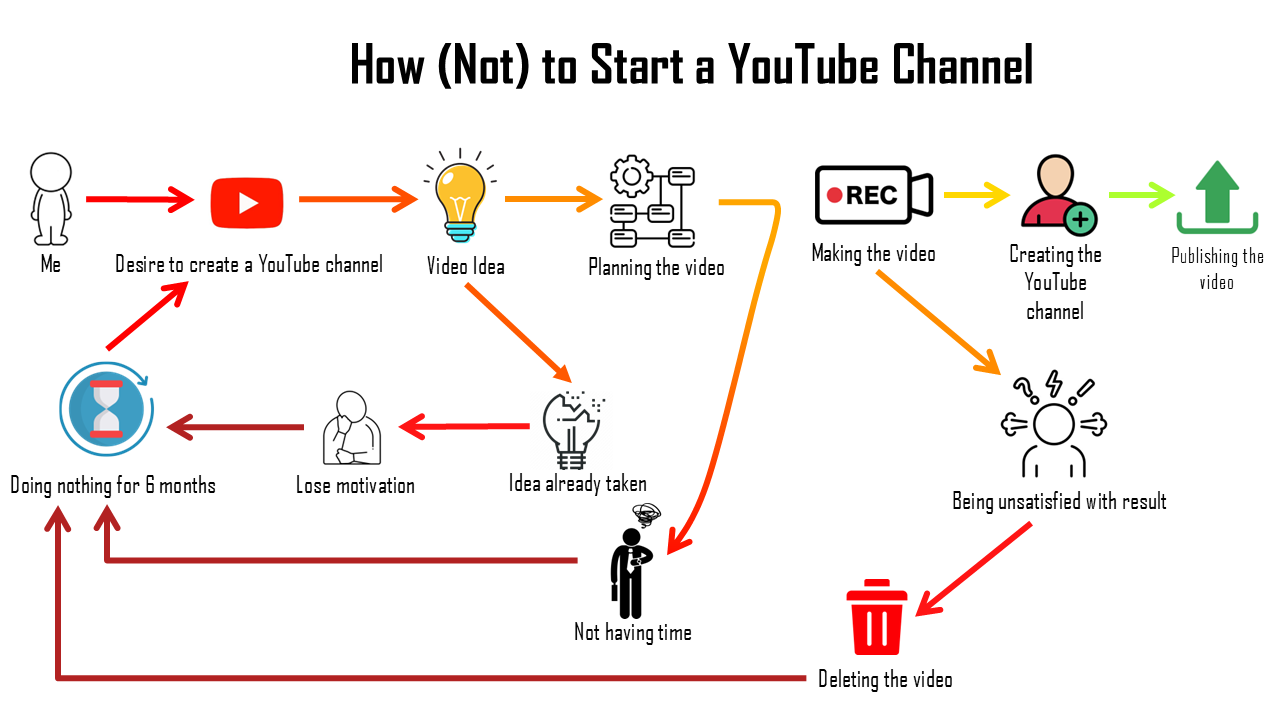 How (Not) to Start a YouTube Channel
REC
Me
Desire to create a YouTube channel
Video Idea
Planning the video
Making the video
Creating the
YouTube
channel
Publishing the
video
Doing nothing for 6 months
Lose motivation
Idea already taken
Being unsatisfied with result
Not having time
Deleting the video